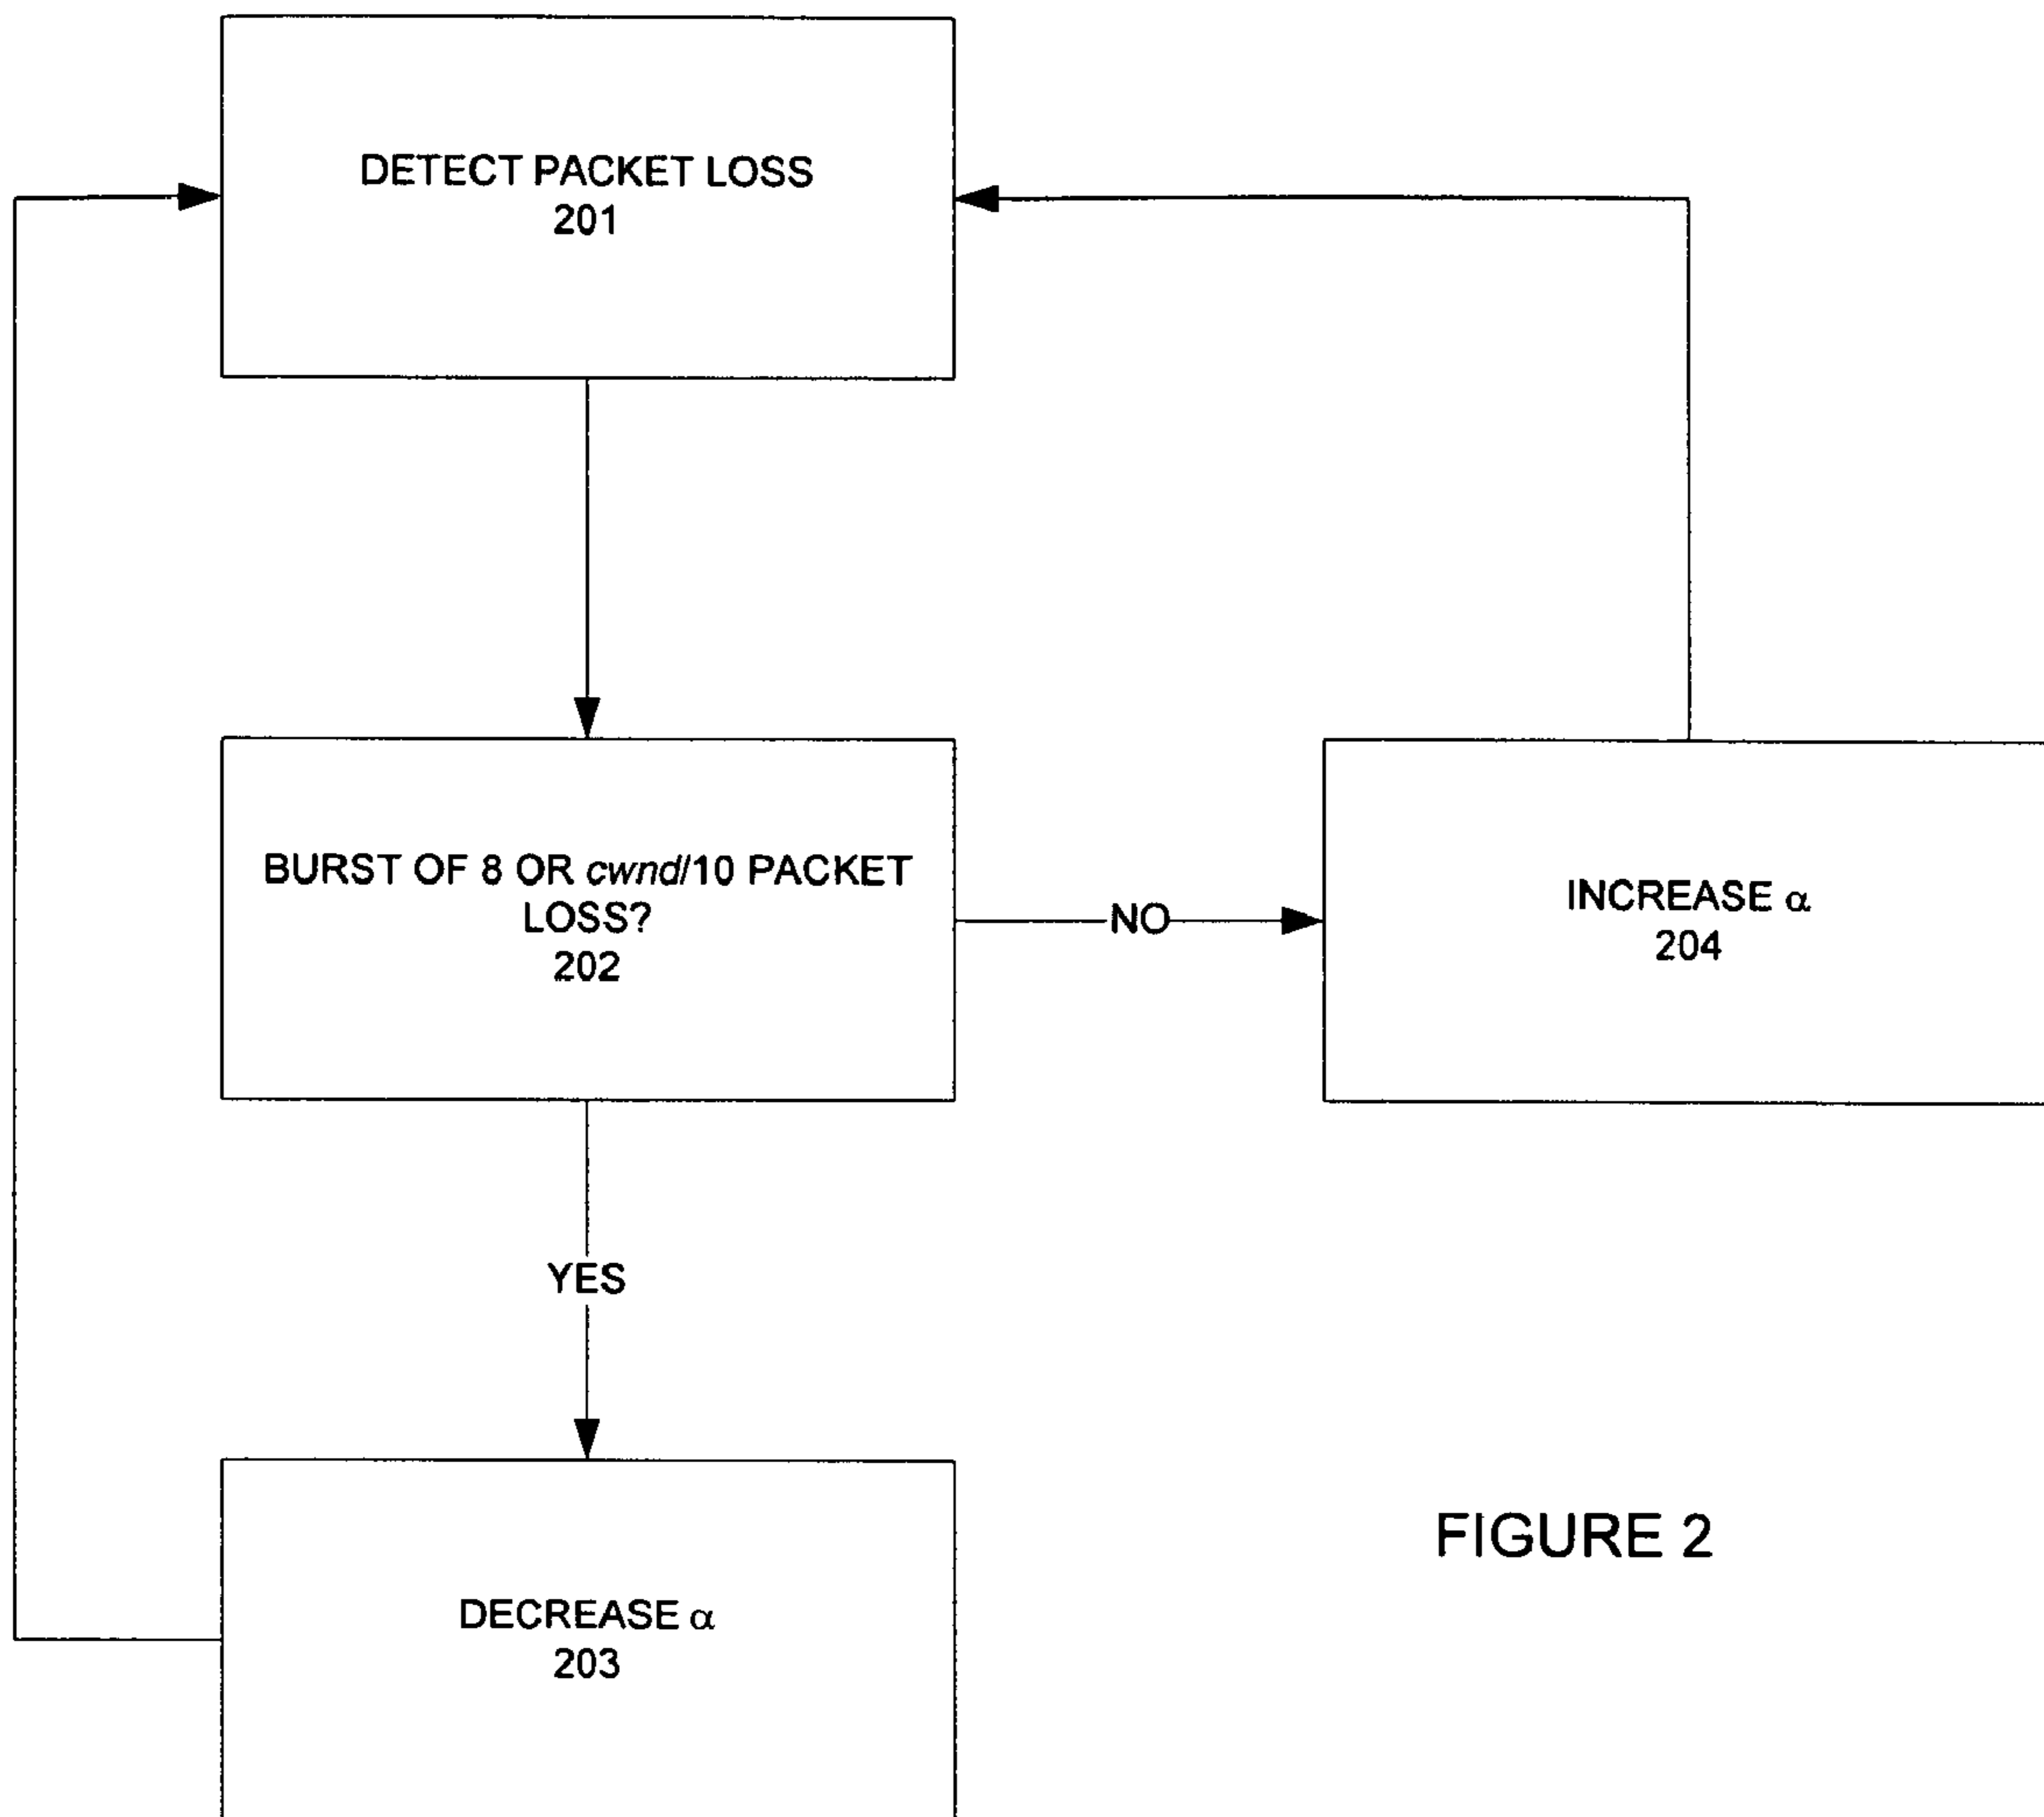 DETECT PACKET LOSS
201
BURST OF 8 OR cwnd/10 PACKET
LOSS?
202
NO
INCREASE α
204
YES
DECREASE α
203
FIGURE 2